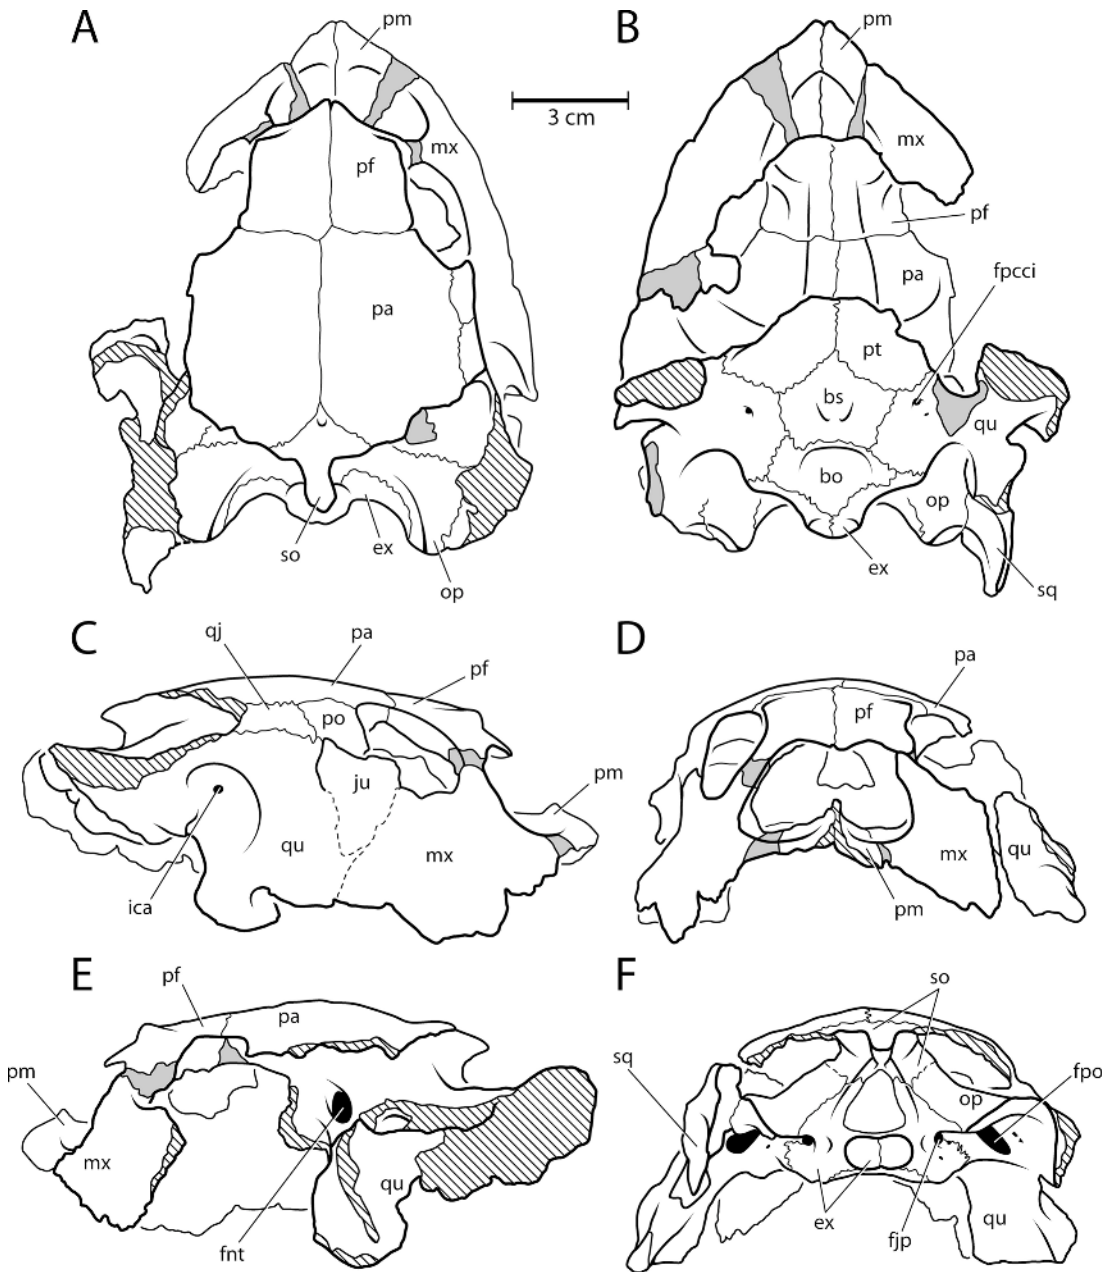 A
pm
B
pm
3 cm
mx
pf
mx
pf
pa
fpcci
pa
pt
bs
qu
bo
op
so
ex
op
ex
sq
C
qj
pa
pf
po
ju
pm
qu
mx
ica
D
pa
pf
mx
qu
pm
E
pf
pa
pm
mx
qu
fnt
F
so
sq
fpo
op
qu
ex
fjp